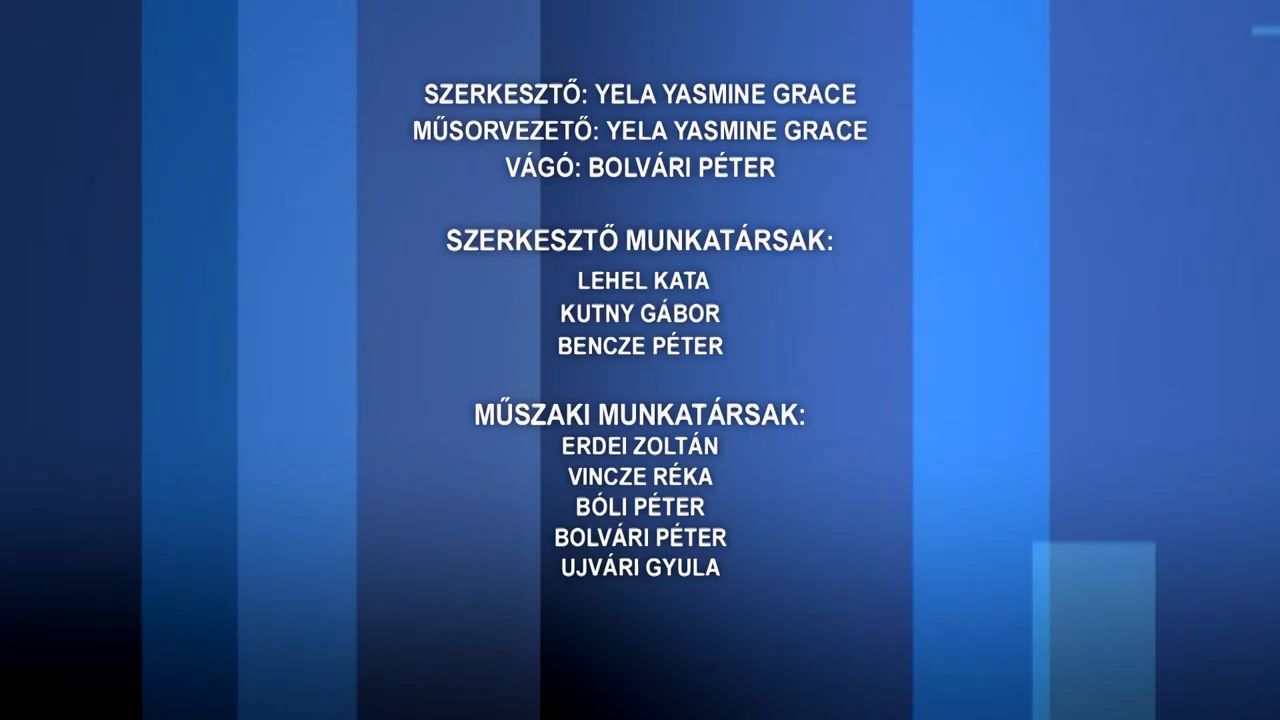 SZERKESZTŐ: YELA YASMINE GRACE
MŰSORVEZETŐ: YELA YASMINE GRACE
VÁGÓ: BOLVÁRI PÉTER
SZERKESZTŐ MUNKATÁRSAK:
LEHEL KATA
KUTNY GÁBOR
BENCZE PÉTER
MŰSZAKI MUNKATÁRSAK:
ERDEI ZOLTÁN
VINCZE RÉKA
BÓLI PÉTER
BOLVÁRI PÉTER
UJVÁRI GYULA